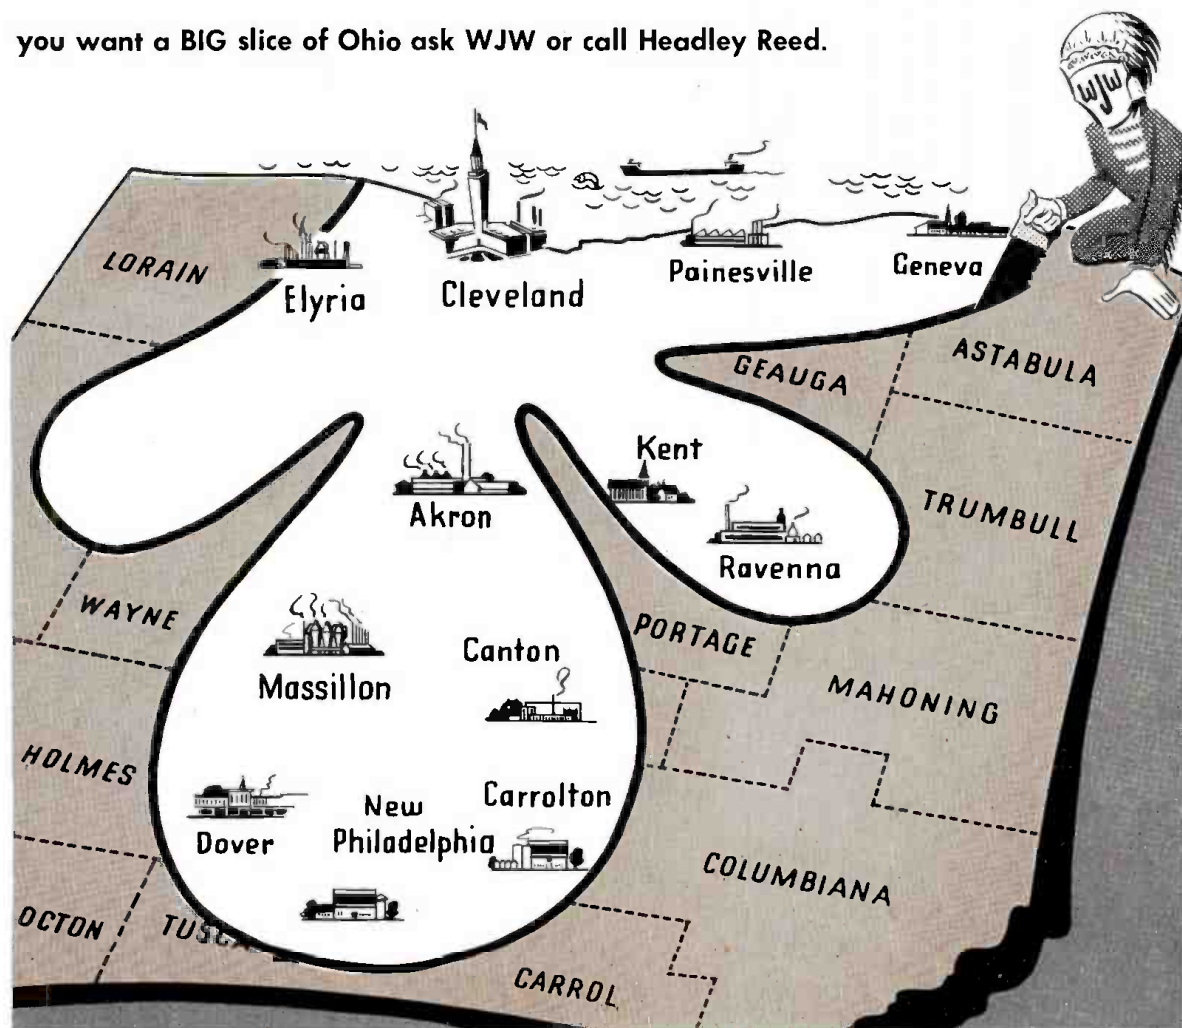 you want a BIG slice of Ohio ask WJW or call Headley Reed.
WJW
LORAIN
Elyria
Cleveland
Painesville
Geneva
ASTABULA
GEAUGA
Kent
Akron
TRUMBULL
Ravenna
WAYNE
PORTAGE
Canton
Massillon
MAHONING
HOLMES
Carrolton
New
Philadelphia
Dover
COLUMBIANA
OCTON
TUSC
CARROL